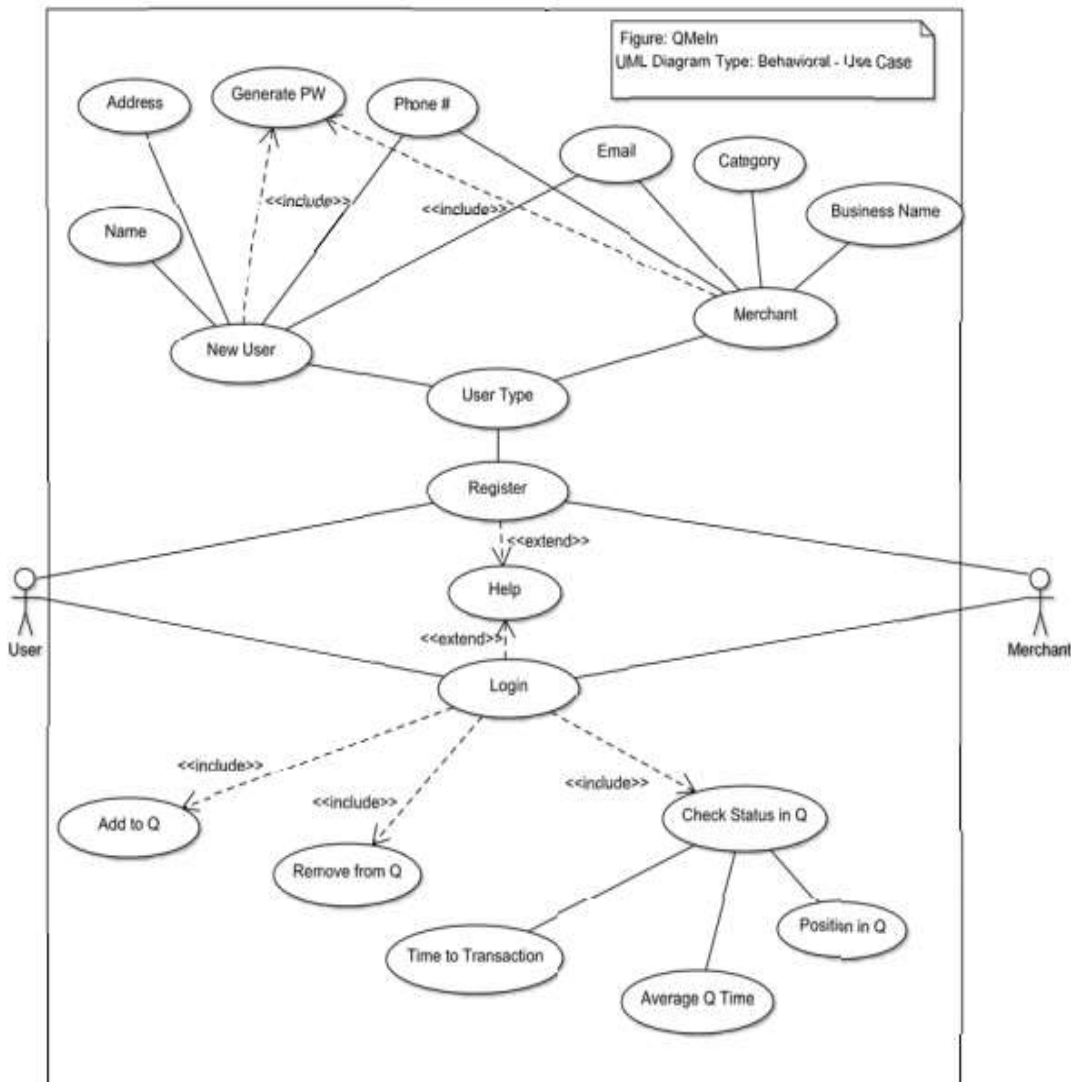 Figure: QMeIn
UML Diagram Type: Behavioral - Use Case
Address
Generate PW
Phone #
Email
Category
Business Name
Name
<<include>>
<<include>>
Merchant
New User
User Type
Register
<<extend>>
Help
<<extend>>
User
Merchant
Login
<<include>>
<<include>>
<<include>>
Add to Q
Check Status in Q
Remove from Q
Position in Q
Time to Transaction
Average Q Time